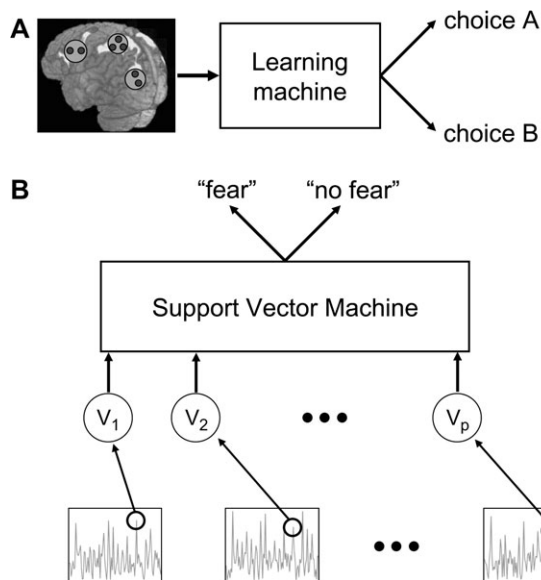 A
Learning
machine
choice A
choice B
B
“fear” “no fear”
Support Vector Machine
V1 V2 Vp